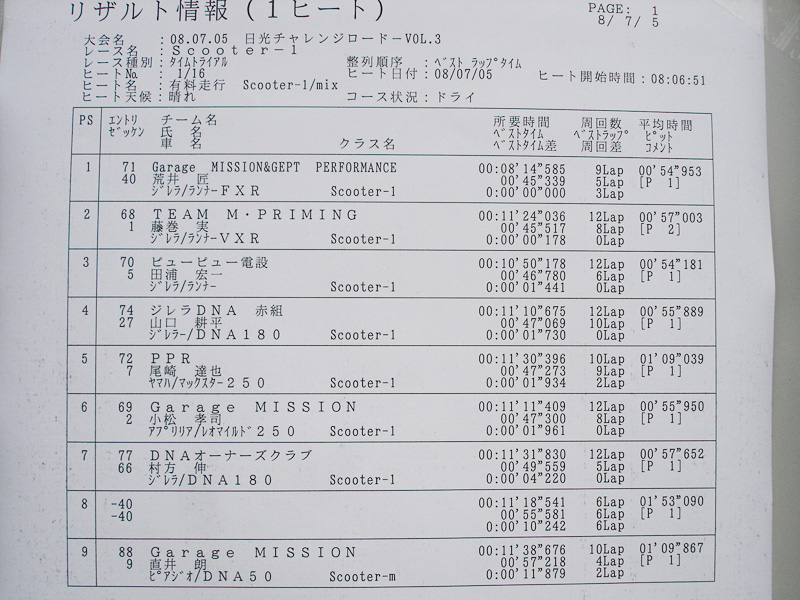 リザルト情報(1ヒート)
PAGE: 1
8/ 7/ 5
大会名 :08.07.05 日光チャレンジロード-VOL.3
レース名 :Scooter-1
レース種別:タイムトライアル 整列順序 :ベスト ラップタイム
ヒートNo. : 1/16 ヒート日付:08/07/05 ヒート開始時間:08:06:51
ヒート名 :有料走行 Scooter-1/mix
ヒート天候:晴れ コース状況:ドライ
PS エントリ チーム名 所要時間 周回数 平均時間
ゼッケン 氏 名 ベストタイム ベストラップ ピット
車 名 クラス名 ベストタイム差 周回差 コメント
1 71 Garage MISSION&GEPT PERFORMANCE 00:08'14"585 9Lap 00'54"953
40 荒井 匠 00'45"339 5Lap [P 1]
ジレラ/ランナーFXR Scooter-1 0:00'00"000 3Lap
2 68 TEAM M・PRIMING 00:11'24"036 12Lap 00'57"003
1 藤巻 実 00'45"517 8Lap [P 2]
ジレラ/ランナーVXR Scooter-1 0:00'00"178 0Lap
3 70 ビュービュー電設 00:10'50"178 12Lap 00'54"181
5 田浦 宏一 00'46"780 6Lap [P 1]
ジレラ/ランナー Scooter-1 0:00'01"441 0Lap
4 74 ジレラDNA 赤組 00:11'10"675 12Lap 00'55"889
27 山口 耕平 00'47"069 10Lap [P 1]
ジレラー/DNA180 Scooter-1 0:00'01"730 0Lap
5 72 PPR 00:11'30"396 10Lap 01'09"039
7 尾崎 達也 00'47"273 9Lap [P 1]
ヤマハ/マックスター250 Scooter-1 0:00'01"934 2Lap
6 69 Garage MISSION 00:11'11"409 12Lap 00'55"950
2 小松 孝司 00'47"300 8Lap [P 1]
アプリリア/レオマイルド250 Scooter-1 0:00'01"961 0Lap
7 77 DNAオーナーズクラブ 00:11'31"830 12Lap 00'57"652
66 村方 伸 00'49"559 5Lap [P 1]
ジレラ/DNA180 Scooter-1 0:00'04"220 0Lap
8 -40 00:11'18"541 6Lap 01'53"090
-40 00'55"581 6Lap [P 1]
0:00'10"242 6Lap
9 88 Garage MISSION 00:11'38"676 10Lap 01'09"867
9 直井 朗 00'57"218 4Lap [P 1]
ピアジオ/DNA50 Scooter-m 0:00'11"879 2Lap